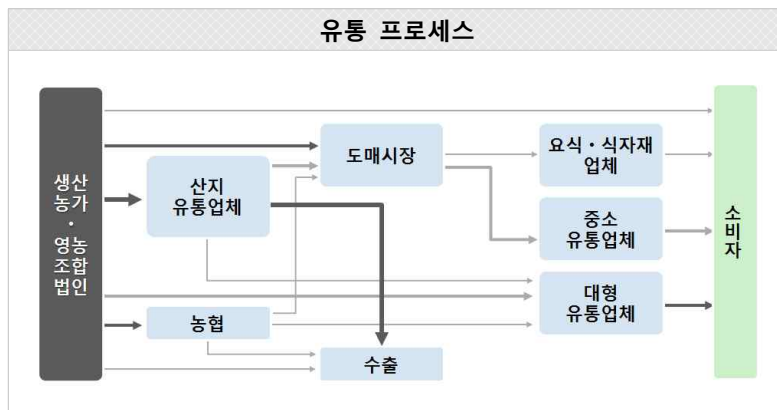 유통 프로세스
생산
농가
·
영농
조합
법인
산지
유통업체
농협
도매시장
수출
요식·식자재
업체
중소
유통업체
대형
유통업체
소
비
자